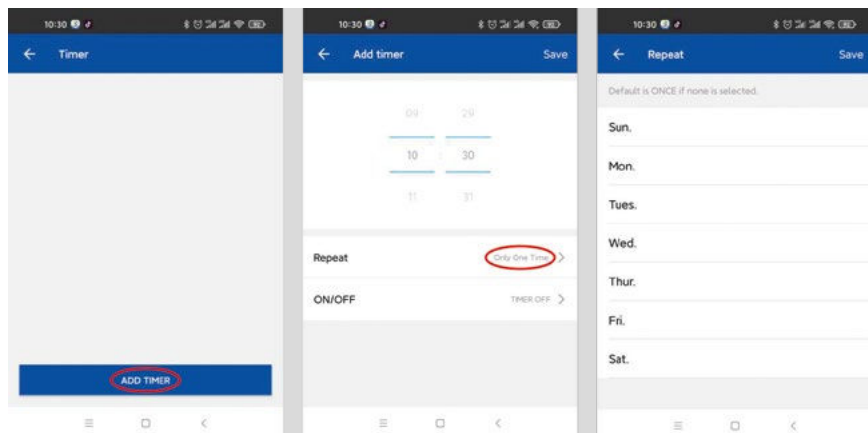 10:30
Timer
ADD TIMER
10:30
Add timer
Save
09 29
10 : 30
11 31
Repeat
Only One Time
ON/OFF
TIMER OFF
10:30
Repeat
Save
Default is ONCE if none is selected.
Sun.
Mon.
Tues.
Wed.
Thur.
Fri.
Sat.